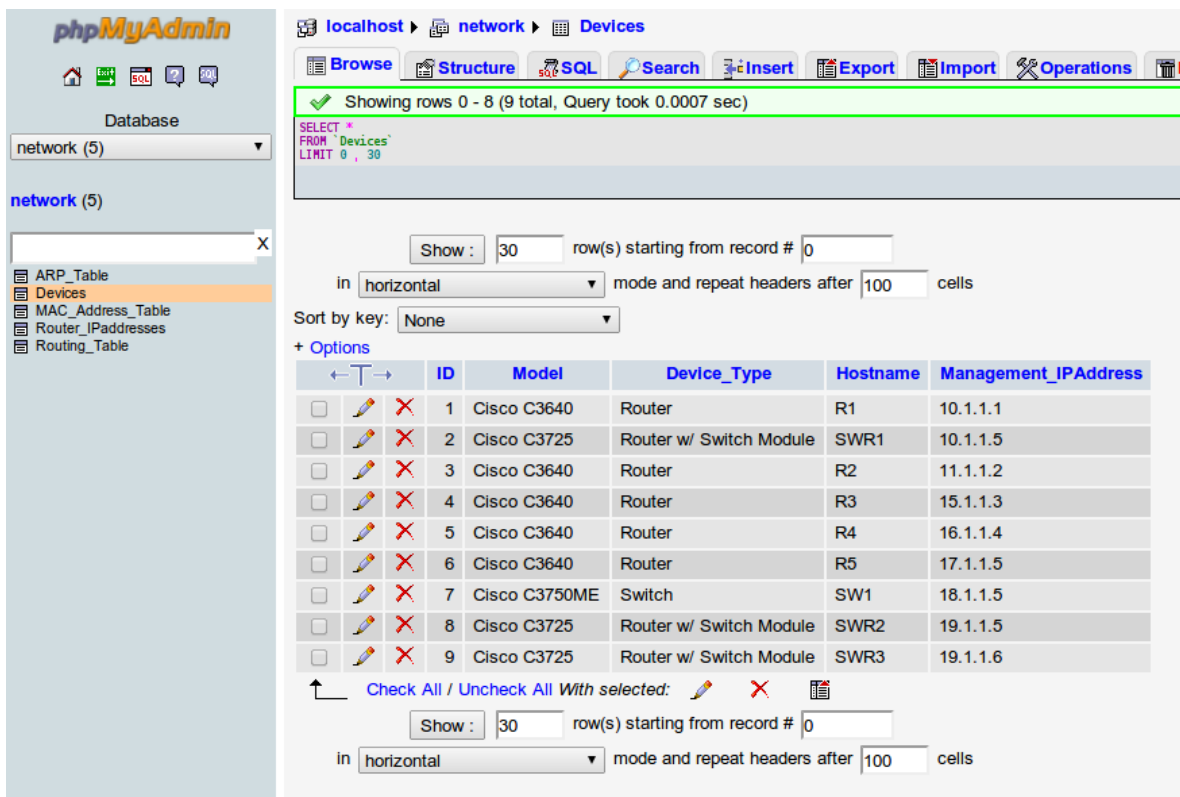 phpMyAdmin
Exit
SQL
?
SQL
Database
network (5)
network (5)
X
ARP_Table
Devices
MAC_Address_Table
Router_IPaddresses
Routing_Table
localhost network Devices
Browse Structure SQL Search Insert Export Import Operations
Showing rows 0 - 8 (9 total, Query took 0.0007 sec)
SELECT *
FROM `Devices`
LIMIT 0 , 30
Show : 30 row(s) starting from record # 0
in horizontal mode and repeat headers after 100 cells
Sort by key: None
+ Options
←T→ ID Model Device_Type Hostname Management_IPAddress
1 Cisco C3640 Router R1 10.1.1.1
2 Cisco C3725 Router w/ Switch Module SWR1 10.1.1.5
3 Cisco C3640 Router R2 11.1.1.2
4 Cisco C3640 Router R3 15.1.1.3
5 Cisco C3640 Router R4 16.1.1.4
6 Cisco C3640 Router R5 17.1.1.5
7 Cisco C3750ME Switch SW1 18.1.1.5
8 Cisco C3725 Router w/ Switch Module SWR2 19.1.1.5
9 Cisco C3725 Router w/ Switch Module SWR3 19.1.1.6
Check All / Uncheck All With selected:
Show : 30 row(s) starting from record # 0
in horizontal mode and repeat headers after 100 cells